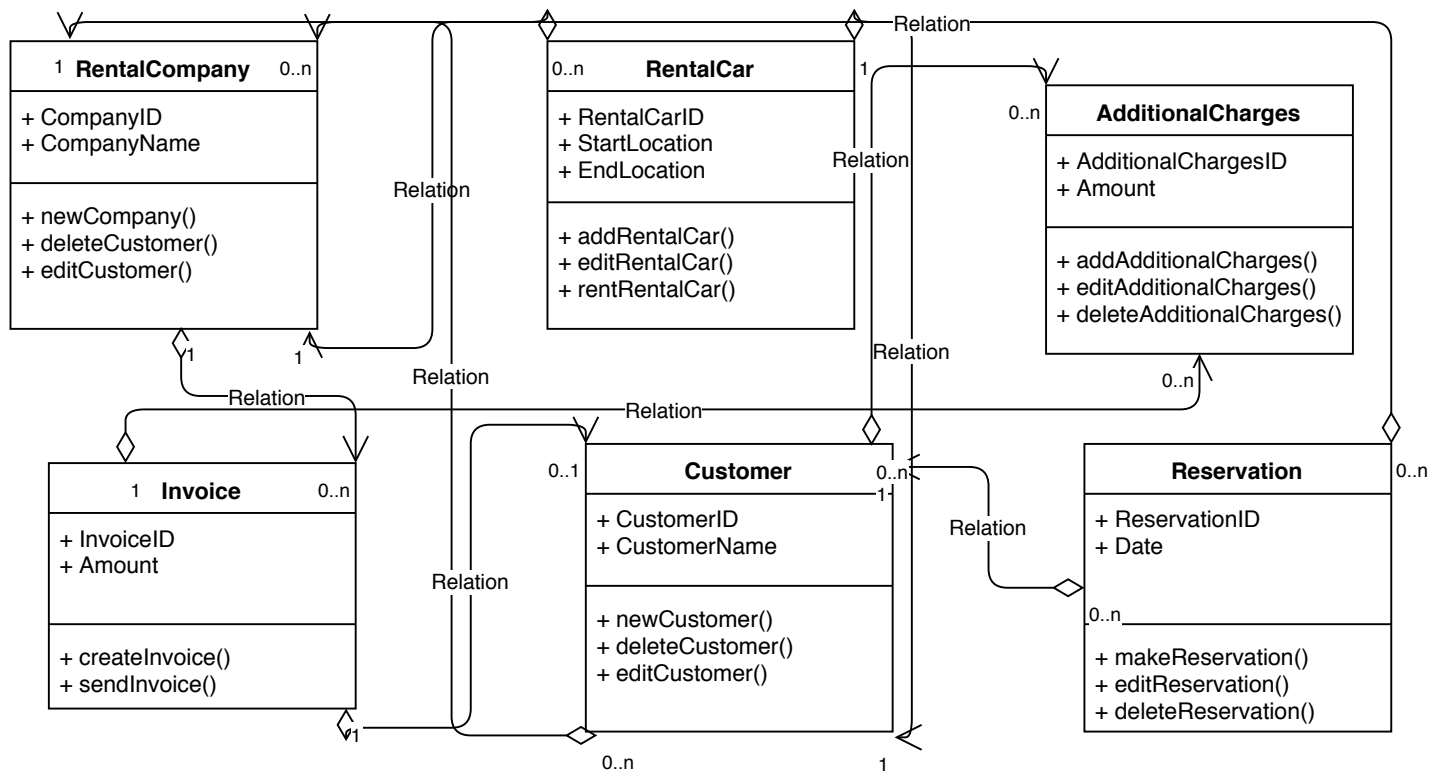 Relation
1 RentalCompany 0..n
+ CompanyID
+ CompanyName
+ newCompany()
+ deleteCustomer()
+ editCustomer()
1
1
Relation
Relation
0..n RentalCar 1
+ RentalCarID
+ StartLocation
+ EndLocation
+ addRentalCar()
+ editRentalCar()
+ rentRentalCar()
Relation
0..n
AdditionalCharges
+ AdditionalChargesID
+ Amount
+ addAdditionalCharges()
+ editAdditionalCharges()
+ deleteAdditionalCharges()
Relation
Relation
0..n
Relation
1 Invoice 0..n
+ InvoiceID
+ Amount
+ createInvoice()
+ sendInvoice()
1
Relation
0..1 Customer 0..n
1
+ CustomerID
+ CustomerName
+ newCustomer()
+ deleteCustomer()
+ editCustomer()
0..n 1
Relation
Reservation 0..n
+ ReservationID
+ Date
0..n
+ makeReservation()
+ editReservation()
+ deleteReservation()